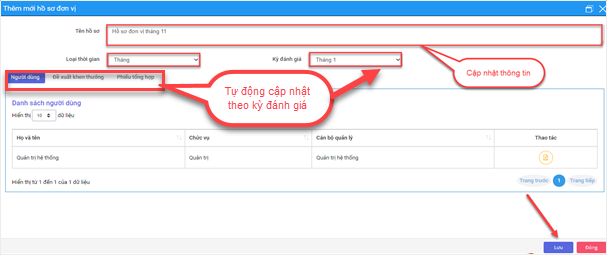 Thêm mới hồ sơ đơn vị
Tên hồ sơ
Hồ sơ đơn vị tháng 11
Loại thời gian
Tháng
Kỳ đánh giá
Tháng 1
Cập nhật thông tin
Người dùng
Đề xuất khen thưởng
Phiếu tổng hợp
Tự động cập nhật
theo kỳ đánh giá
Danh sách người dùng
Hiển thị 10 dữ liệu
Họ và tên
Chức vụ
Cán bộ quản lý
Thao tác
Quản trị hệ thống
Quản trị
Quản trị hệ thống
Hiển thị từ 1 đến 1 của 1 dữ liệu
Trang trước 1 Trang tiếp
Lưu
Đóng